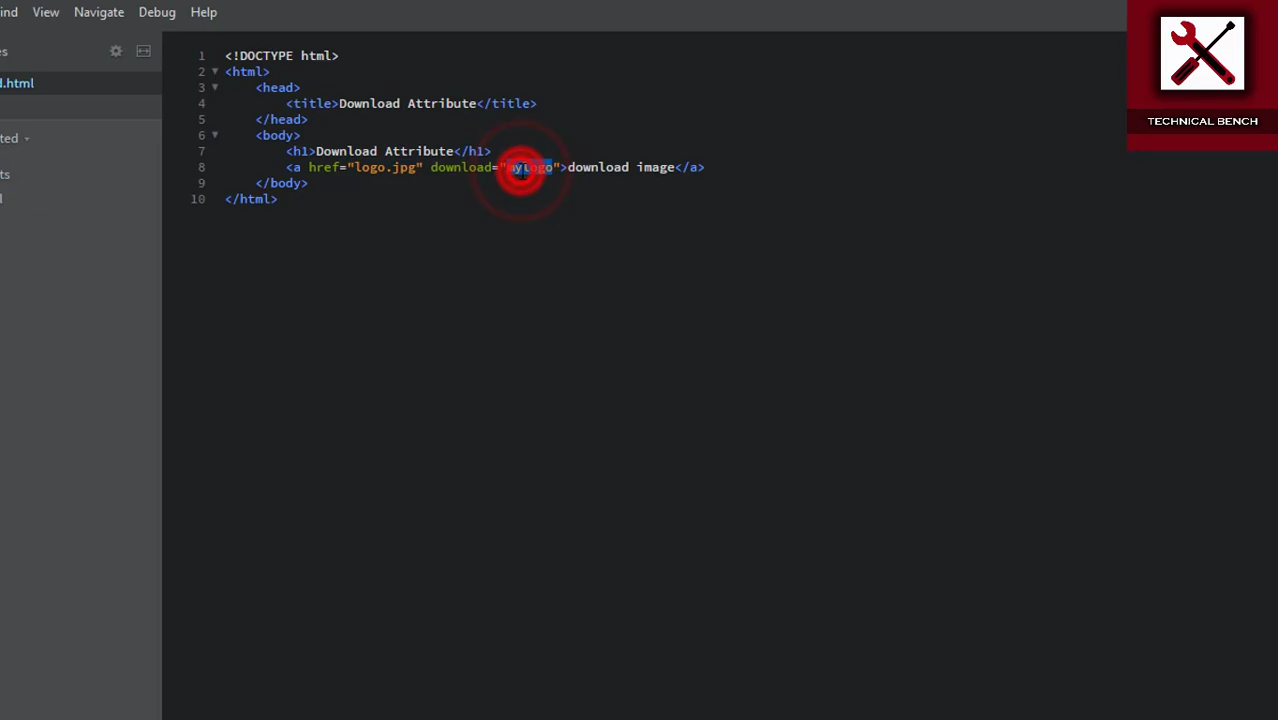 ind View Navigate Debug Help
es
d.html
ted
ts
l
1 <!DOCTYPE html>
2 <html>
3 <head>
4 <title>Download Attribute</title>
5 </head>
6 <body>
7 <h1>Download Attribute</h1>
8 <a href="logo.jpg" download="mylogo">download image</a>
9 </body>
10 </html>
TECHNICAL BENCH